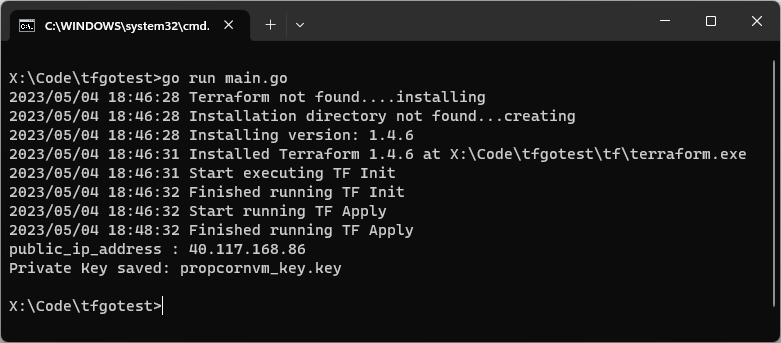 C:\WINDOWS\system32\cmd.
X:\Code\tfgotest>go run main.go
2023/05/04 18:46:28 Terraform not found....installing
2023/05/04 18:46:28 Installation directory not found...creating
2023/05/04 18:46:28 Installing version: 1.4.6
2023/05/04 18:46:31 Installed Terraform 1.4.6 at X:\Code\tfgotest\tf\terraform.exe
2023/05/04 18:46:31 Start executing TF Init
2023/05/04 18:46:32 Finished running TF Init
2023/05/04 18:46:32 Start running TF Apply
2023/05/04 18:48:32 Finished running TF Apply
public_ip_address : 40.117.168.86
Private Key saved: propcornvm_key.key
X:\Code\tfgotest>